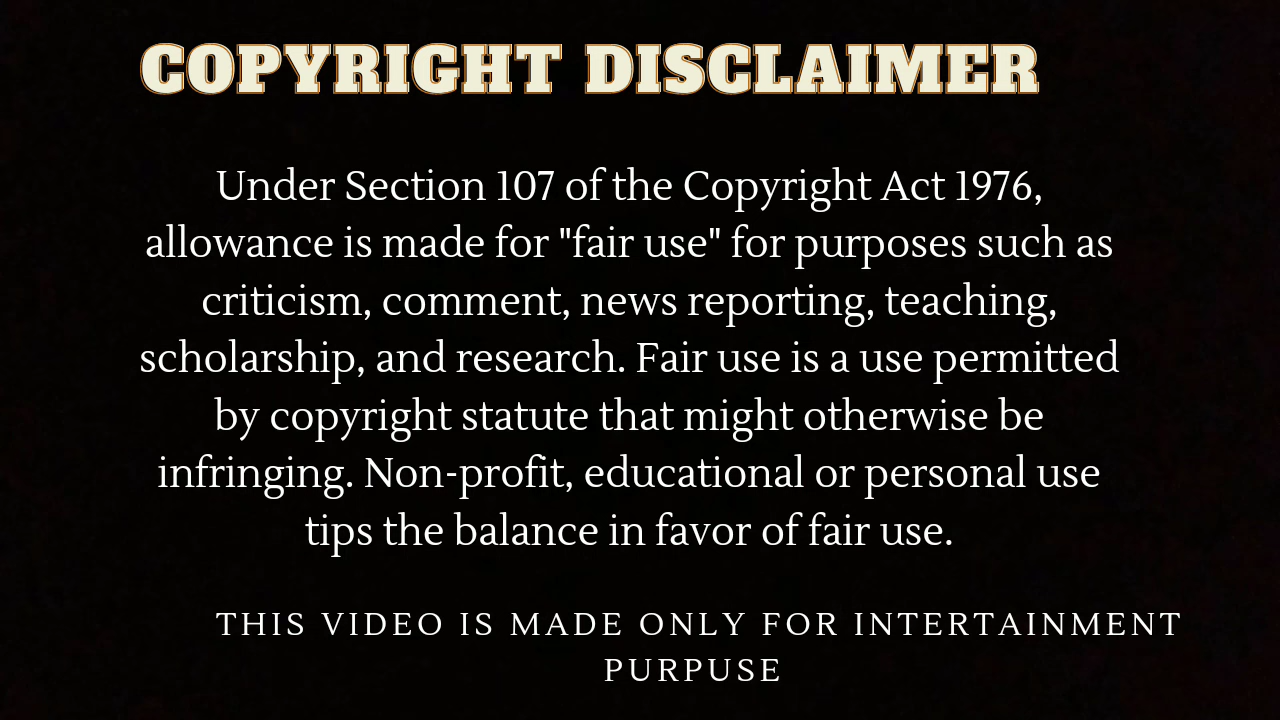 COPYRIGHT DISCLAIMER
Under Section 107 of the Copyright Act 1976,
allowance is made for "fair use" for purposes such as
criticism, comment, news reporting, teaching,
scholarship, and research. Fair use is a use permitted
by copyright statute that might otherwise be
infringing. Non-profit, educational or personal use
tips the balance in favor of fair use.
THIS VIDEO IS MADE ONLY FOR INTERTAINMENT
PURPUSE